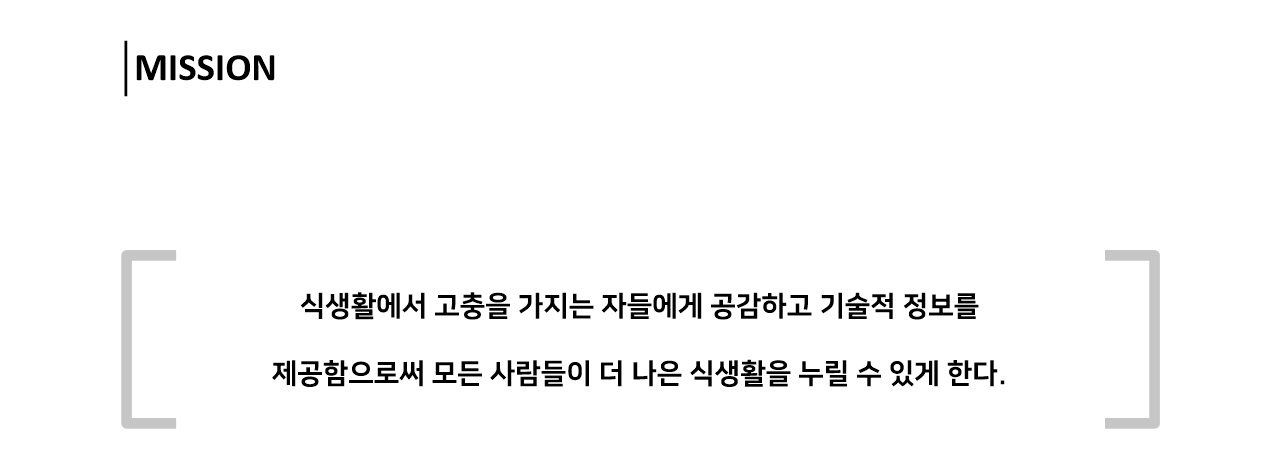 MISSION
식생활에서 고충을 가지는 자들에게 공감하고 기술적 정보를
제공함으로써 모든 사람들이 더 나은 식생활을 누릴 수 있게 한다.